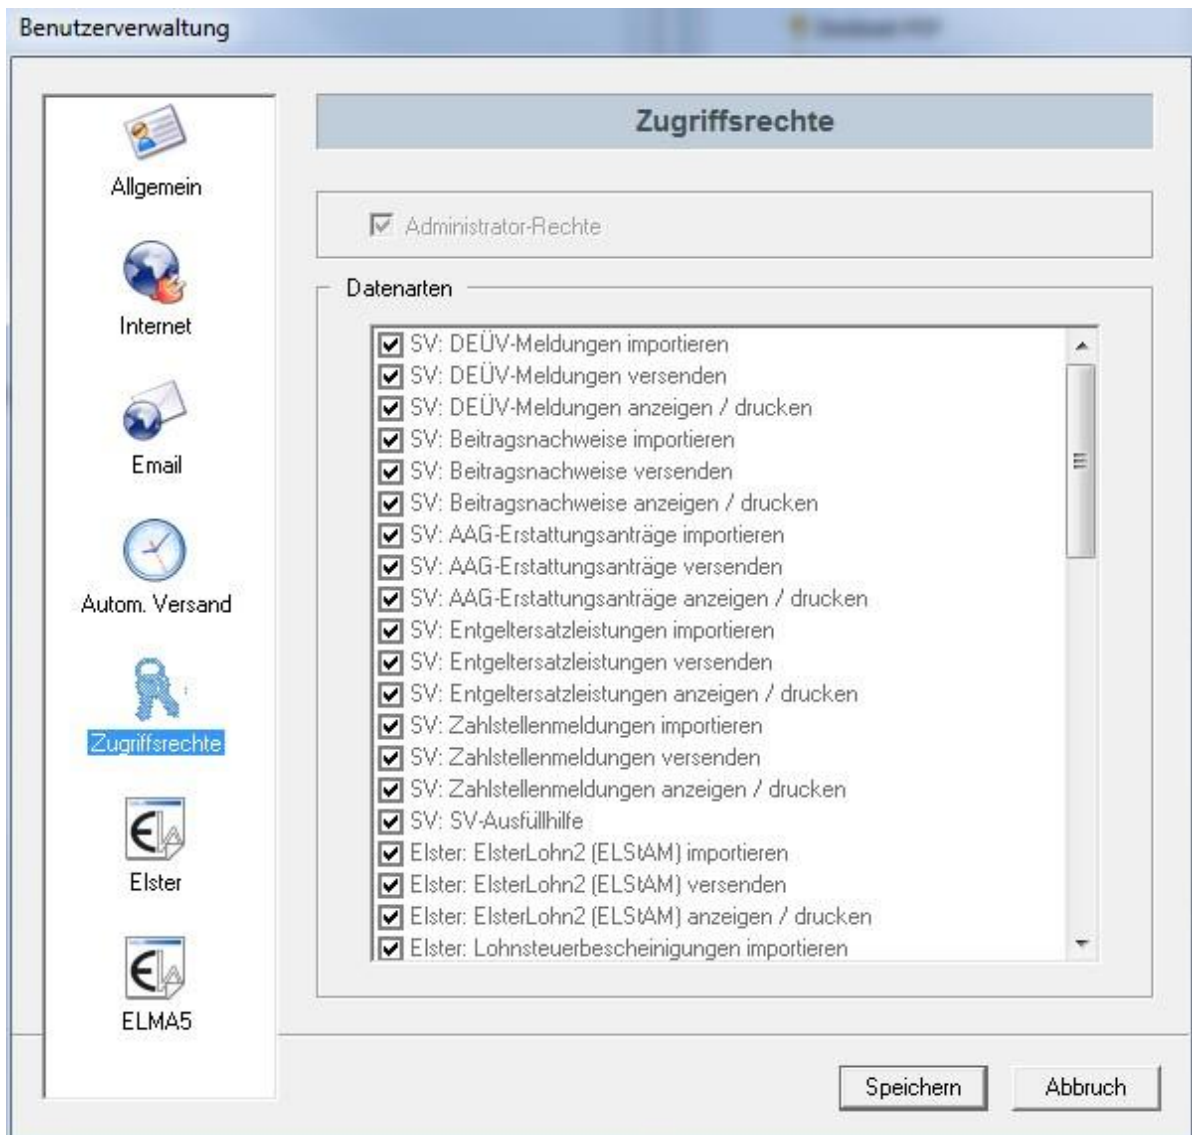 Benutzerverwaltung
Allgemein
Internet
Email
Autom. Versand
Zugriffsrechte
Elster
ELMA5
Zugriffsrechte
Administrator-Rechte
Datenarten
SV: DEÜV-Meldungen importieren
SV: DEÜV-Meldungen versenden
SV: DEÜV-Meldungen anzeigen / drucken
SV: Beitragsnachweise importieren
SV: Beitragsnachweise versenden
SV: Beitragsnachweise anzeigen / drucken
SV: AAG-Erstattungsanträge importieren
SV: AAG-Erstattungsanträge versenden
SV: AAG-Erstattungsanträge anzeigen / drucken
SV: Entgeltersatzleistungen importieren
SV: Entgeltersatzleistungen versenden
SV: Entgeltersatzleistungen anzeigen / drucken
SV: Zahlstellenmeldungen importieren
SV: Zahlstellenmeldungen versenden
SV: Zahlstellenmeldungen anzeigen / drucken
SV: SV-Ausfüllhilfe
Elster: ElsterLohn2 (ELStAM) importieren
Elster: ElsterLohn2 (ELStAM) versenden
Elster: ElsterLohn2 (ELStAM) anzeigen / drucken
Elster: Lohnsteuerbescheinigungen importieren
Speichern
Abbruch